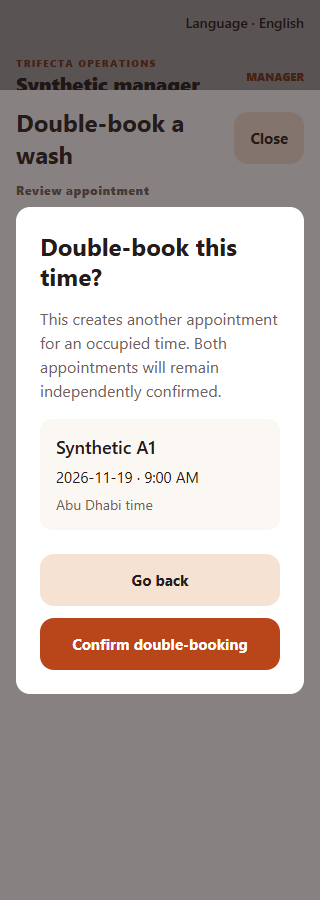 Language · English
TRIFECTA OPERATIONS
Synthetic manager
MANAGER
Double-book a
wash
Close
Review appointment
Double-book this
time?
This creates another appointment
for an occupied time. Both
appointments will remain
independently confirmed.
Synthetic A1
2026-11-19 · 9:00 AM
Abu Dhabi time
Go back
Confirm double-booking